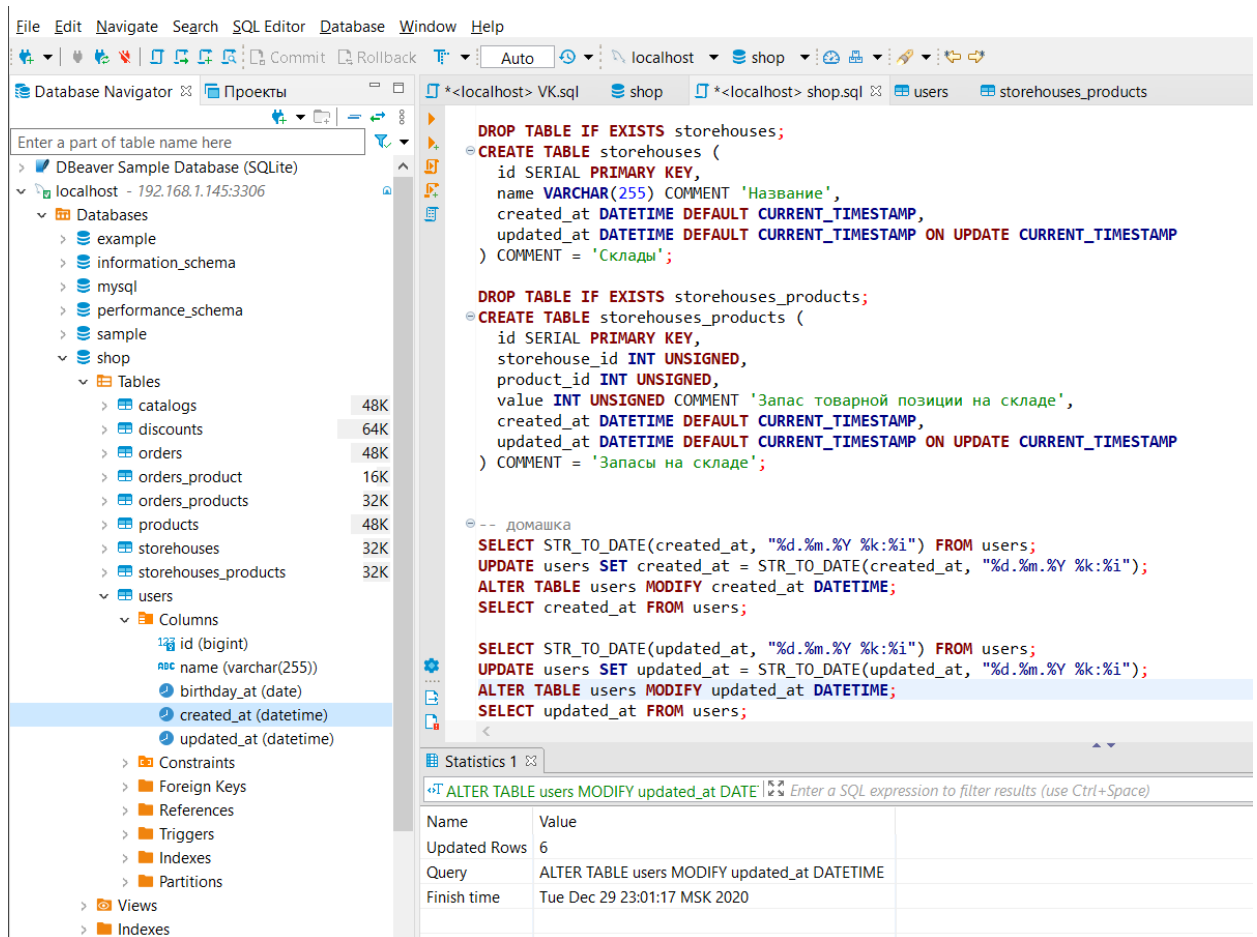 File Edit Navigate Search SQL Editor Database Window Help
Commit Rollback Auto localhost shop
Database Navigator Проекты
*<localhost> VK.sql shop *<localhost> shop.sql users storehouses_products
Enter a part of table name here
DBeaver Sample Database (SQLite)
localhost - 192.168.1.145:3306
Databases
example
information_schema
mysql
performance_schema
sample
shop
Tables
catalogs 48K
discounts 64K
orders 48K
orders_product 16K
orders_products 32K
products 48K
storehouses 32K
storehouses_products 32K
users
Columns
123 id (bigint)
ABC name (varchar(255))
birthday_at (date)
created_at (datetime)
updated_at (datetime)
Constraints
Foreign Keys
References
Triggers
Indexes
Partitions
Views
Indexes
DROP TABLE IF EXISTS storehouses;
CREATE TABLE storehouses (
id SERIAL PRIMARY KEY,
name VARCHAR(255) COMMENT 'Название',
created_at DATETIME DEFAULT CURRENT_TIMESTAMP,
updated_at DATETIME DEFAULT CURRENT_TIMESTAMP ON UPDATE CURRENT_TIMESTAMP
) COMMENT = 'Склады';
DROP TABLE IF EXISTS storehouses_products;
CREATE TABLE storehouses_products (
id SERIAL PRIMARY KEY,
storehouse_id INT UNSIGNED,
product_id INT UNSIGNED,
value INT UNSIGNED COMMENT 'Запас товарной позиции на складе',
created_at DATETIME DEFAULT CURRENT_TIMESTAMP,
updated_at DATETIME DEFAULT CURRENT_TIMESTAMP ON UPDATE CURRENT_TIMESTAMP
) COMMENT = 'Запасы на складе';
-- домашка
SELECT STR_TO_DATE(created_at, "%d.%m.%Y %k:%i") FROM users;
UPDATE users SET created_at = STR_TO_DATE(created_at, "%d.%m.%Y %k:%i");
ALTER TABLE users MODIFY created_at DATETIME;
SELECT created_at FROM users;
SELECT STR_TO_DATE(updated_at, "%d.%m.%Y %k:%i") FROM users;
UPDATE users SET updated_at = STR_TO_DATE(updated_at, "%d.%m.%Y %k:%i");
ALTER TABLE users MODIFY updated_at DATETIME;
SELECT updated_at FROM users;
Statistics 1
ALTER TABLE users MODIFY updated_at DATE Enter a SQL expression to filter results (use Ctrl+Space)
Name Value
Updated Rows 6
Query ALTER TABLE users MODIFY updated_at DATETIME
Finish time Tue Dec 29 23:01:17 MSK 2020